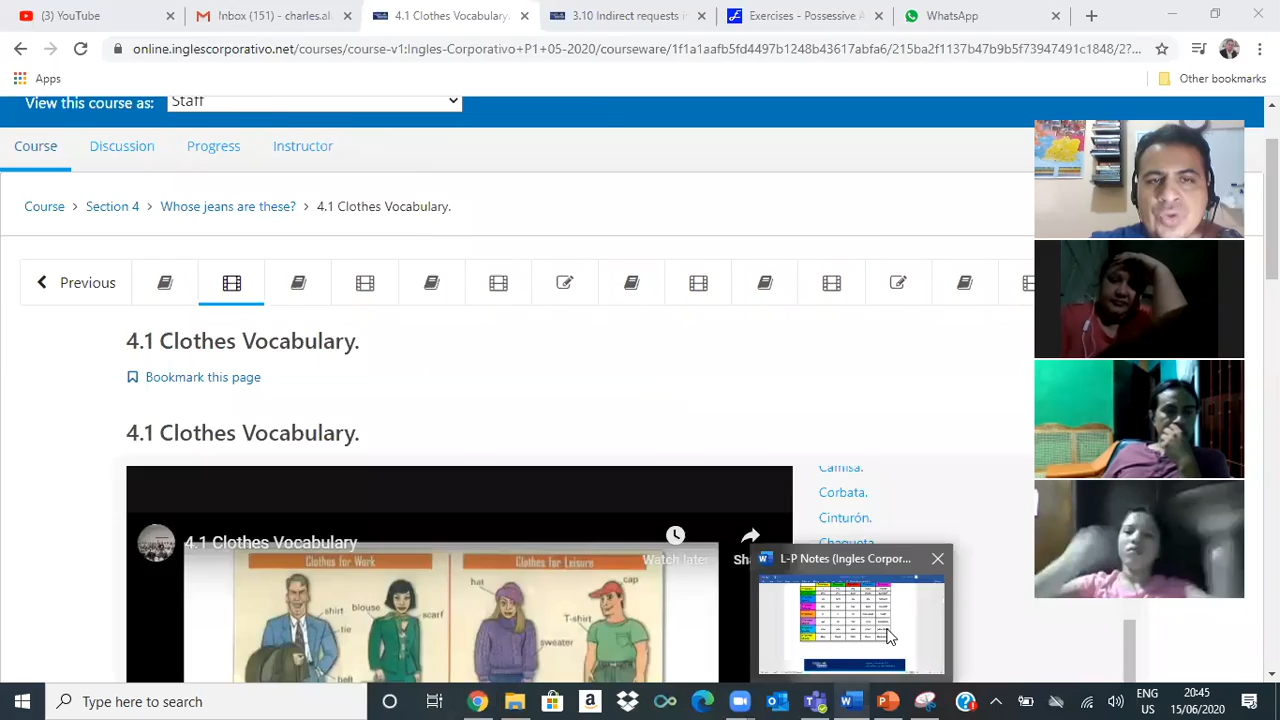 (3) YouTube
Inbox (151) - chitles.al
4.1 Clothes Vocabulary.
3.10 Indirect requests i
Exercises - Possessive A
WhatsApp
online.inglescorporativo.net/courses/course-v1:Ingles-Corporativo+P1+05-2020/courseware/1f1a1aafb5fd4497b1248b43617abfa6/215ba2f1137b47b9b5f73947491c1848/2?...
Apps
Other bookmarks
View this course as:
Staff
Course
Discussion
Progress
Instructor
Course
Section 4
Whose jeans are these?
4.1 Clothes Vocabulary.
Previous
4.1 Clothes Vocabulary.
Bookmark this page
4.1 Clothes Vocabulary.
Camisa.
Corbata.
Cinturón.
Chaqueta.
4.1 Clothes Vocabulary
Watch later
Sha
Clothes for Work
Clothes for Leisure
shirt
blouse
scarf
tie
belt
hat
cap
T-shirt
sweater
L-P Notes (Ingles Corpor...
Type here to search
ENG
US
20:45
15/06/2020